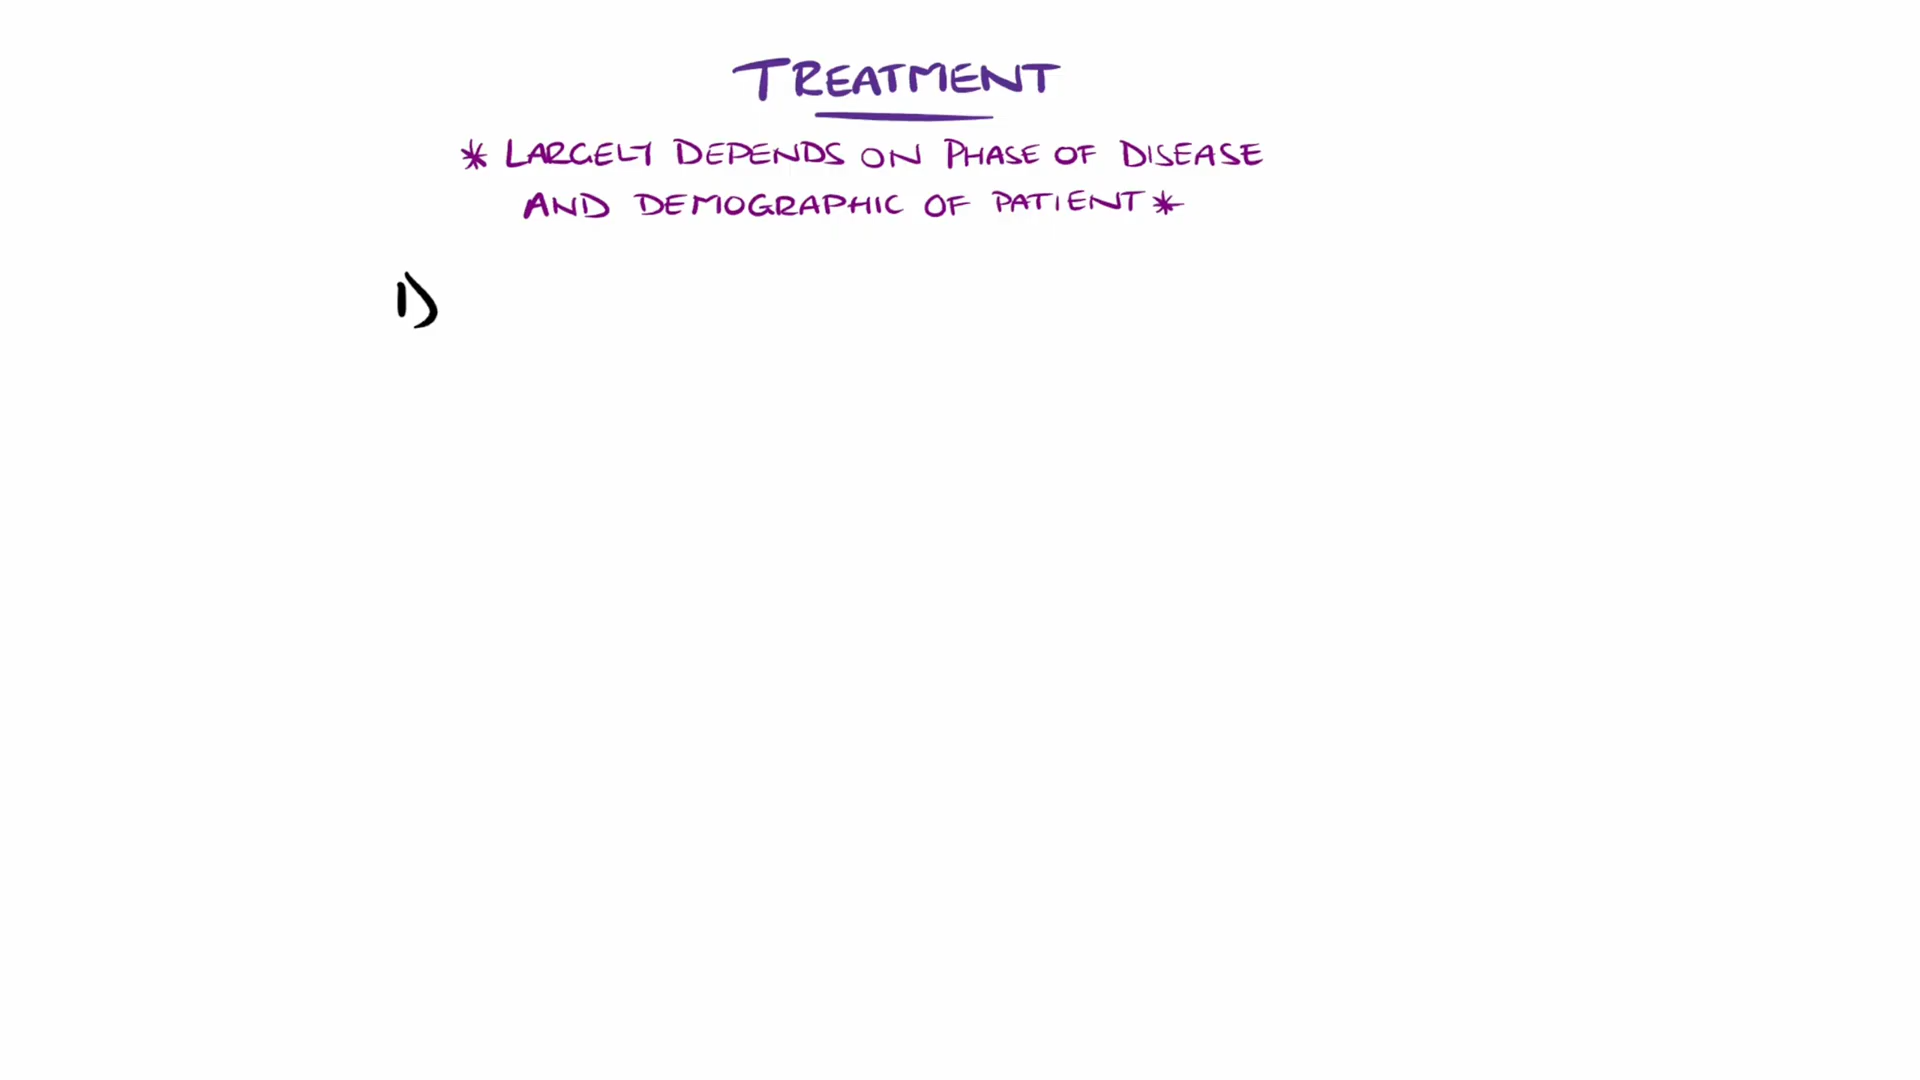 TREATMENT
* LARGELY DEPENDS ON PHASE OF DISEASE
AND DEMOGRAPHIC OF PATIENT *
1)